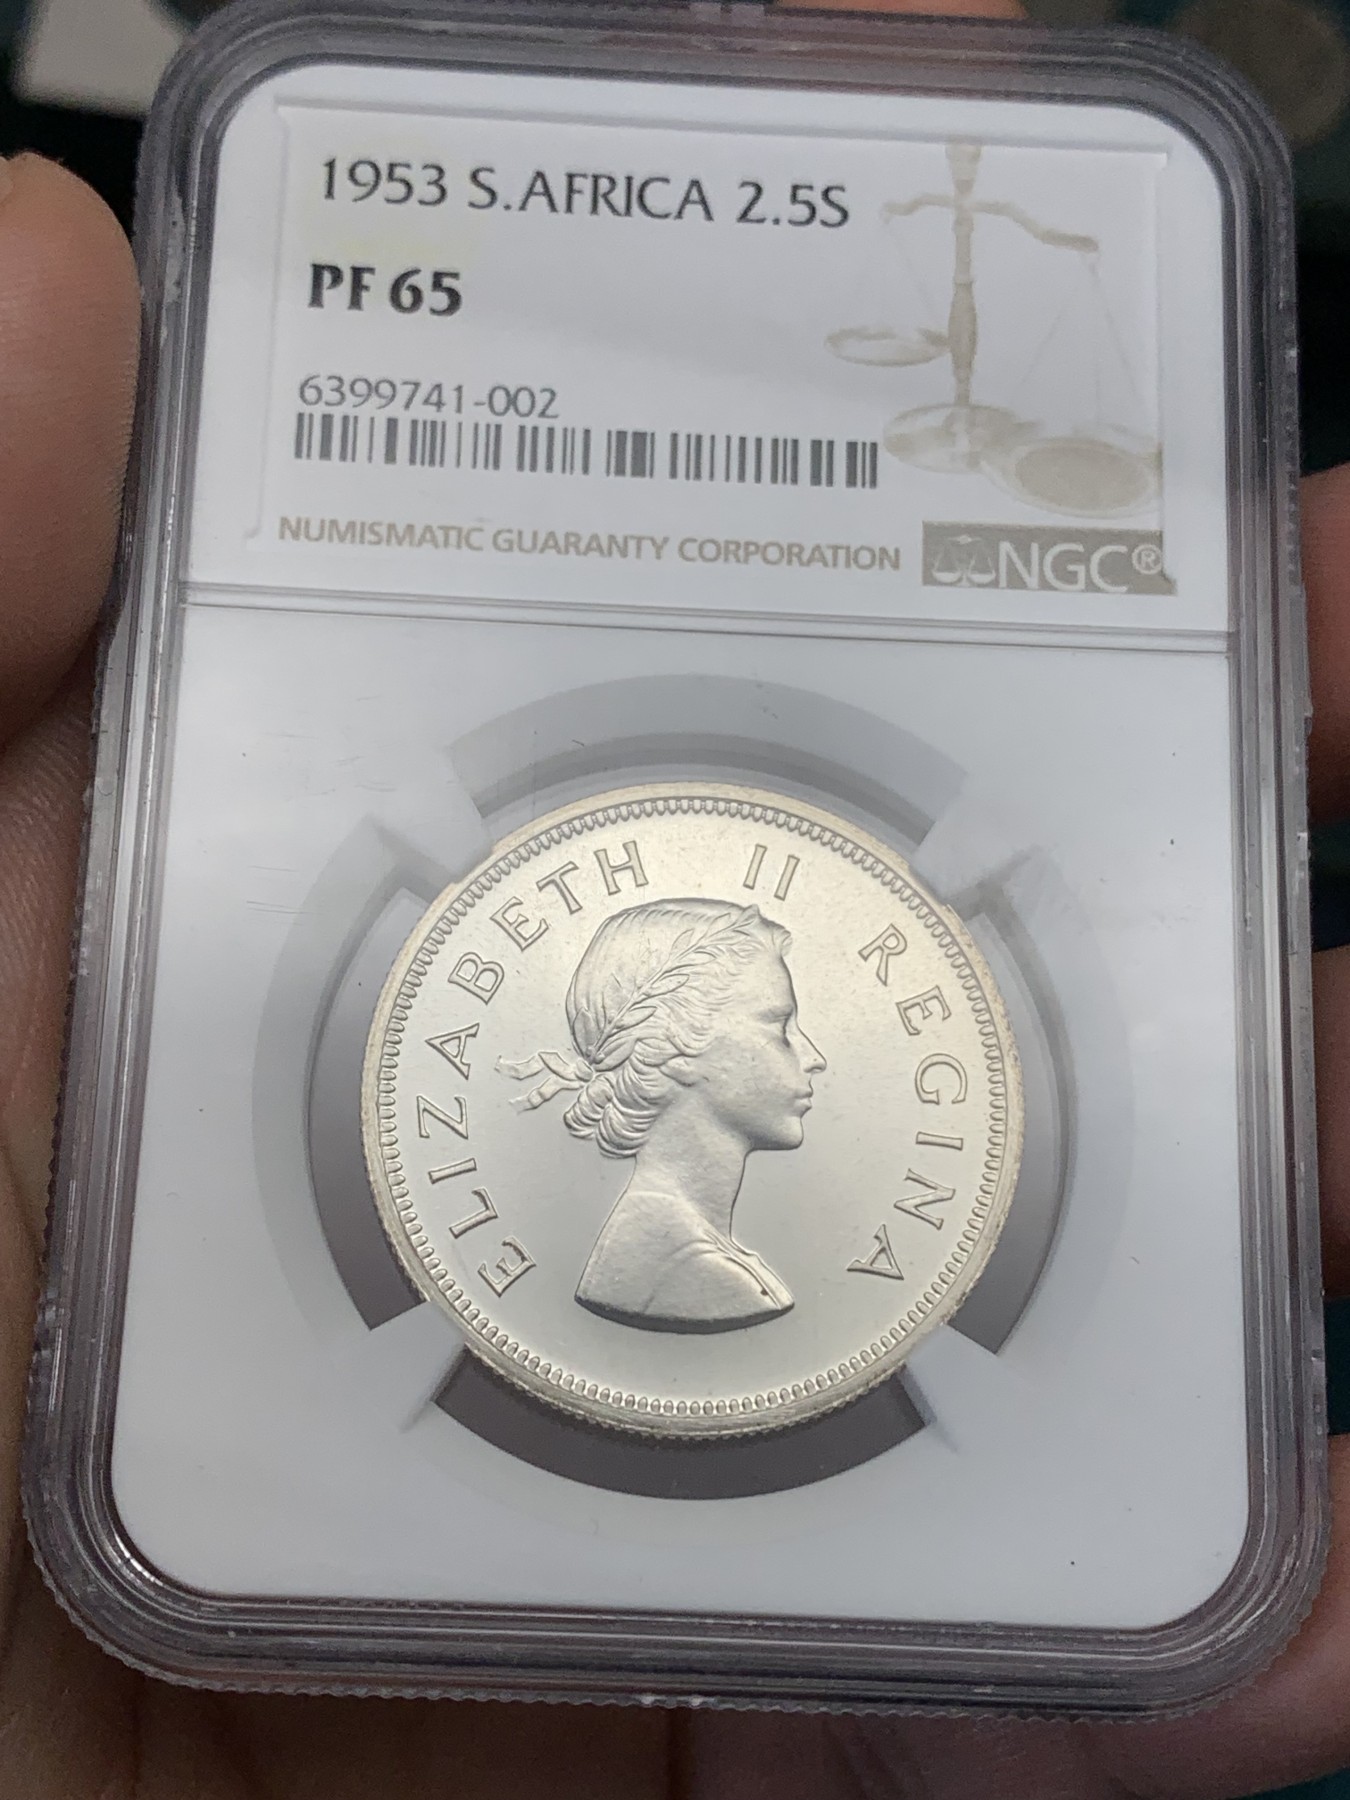 1953 S.AFRICA 2.5S
PF 65
6399741-002
NUMISMATIC GUARANTY CORPORATION
NGC®
ELIZABETH II REGINA